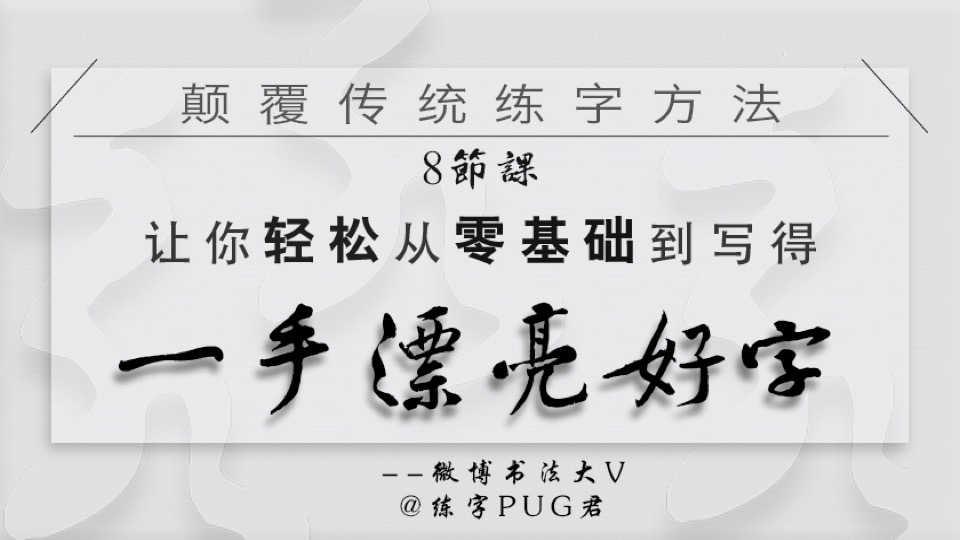 颠覆传统练字方法
8節課
让你轻松从零基础到写得
一手漂亮好字
--微博书法大V
@练字PUG君